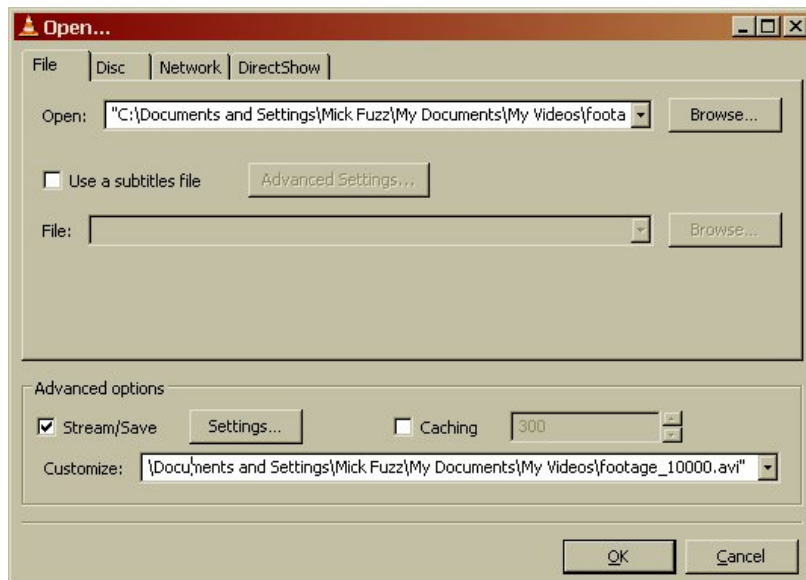 Open...
File Disc Network DirectShow
Open: "C:\Documents and Settings\Mick Fuzz\My Documents\My Videos\foota Browse...
Use a subtitles file Advanced Settings...
File: Browse...
Advanced options
Stream/Save Settings... Caching 300
Customize: \Documents and Settings\Mick Fuzz\My Documents\My Videos\footage_10000.avi"
OK Cancel